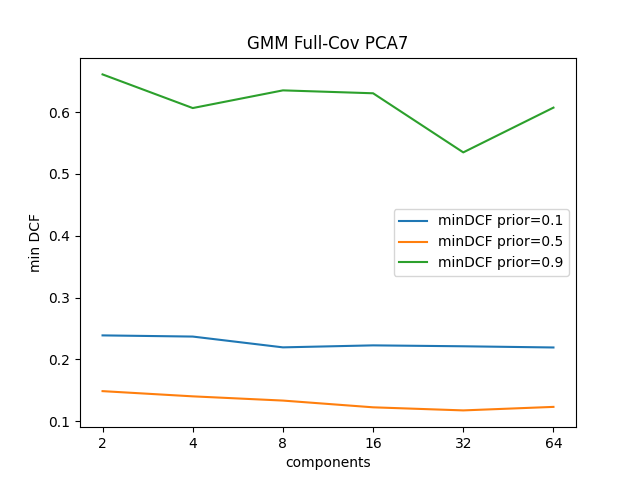 GMM Full-Cov PCA7
min DCF
0.6
0.5
0.4
0.3
0.2
0.1
minDCF prior=0.1
minDCF prior=0.5
minDCF prior=0.9
2 4 8 16 32 64
components